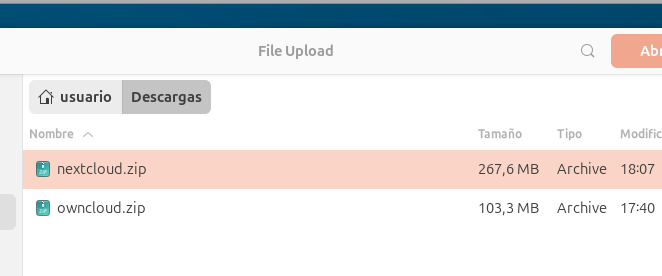 File Upload
Abr
usuario Descargas
Nombre Tamaño Tipo Modific
nextcloud.zip 267,6 MB Archive 18:07
owncloud.zip 103,3 MB Archive 17:40